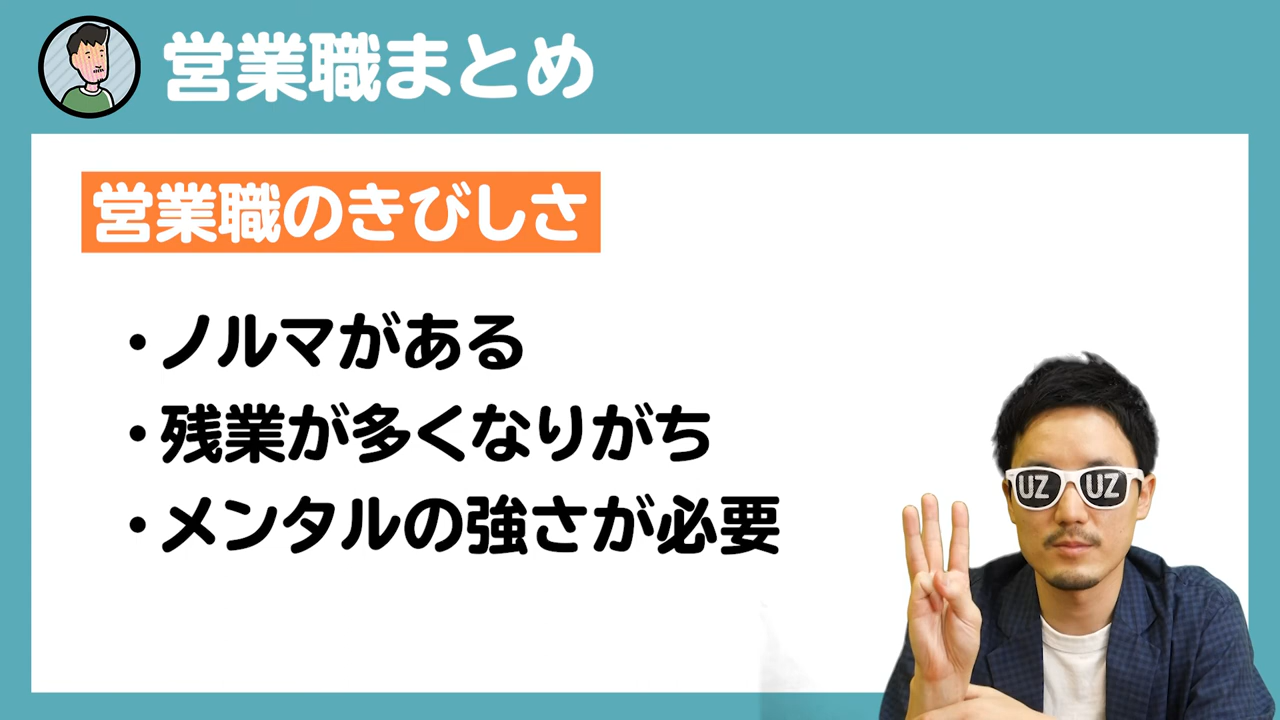 営業職まとめ
営業職のきびしさ
・ノルマがある
・残業が多くなりがち
・メンタルの強さが必要
UZ UZ